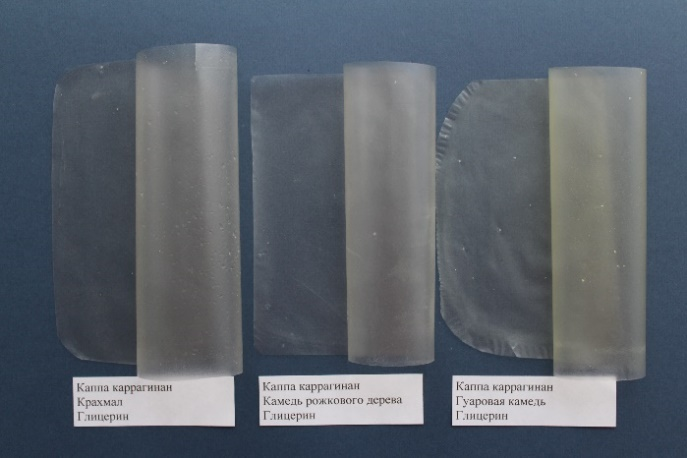 Каппа каррагинан
Крахмал
Глицерин
Каппа каррагинан
Камедь рожкового дерева
Глицерин
Каппа каррагинан
Гуаровая камедь
Глицерин